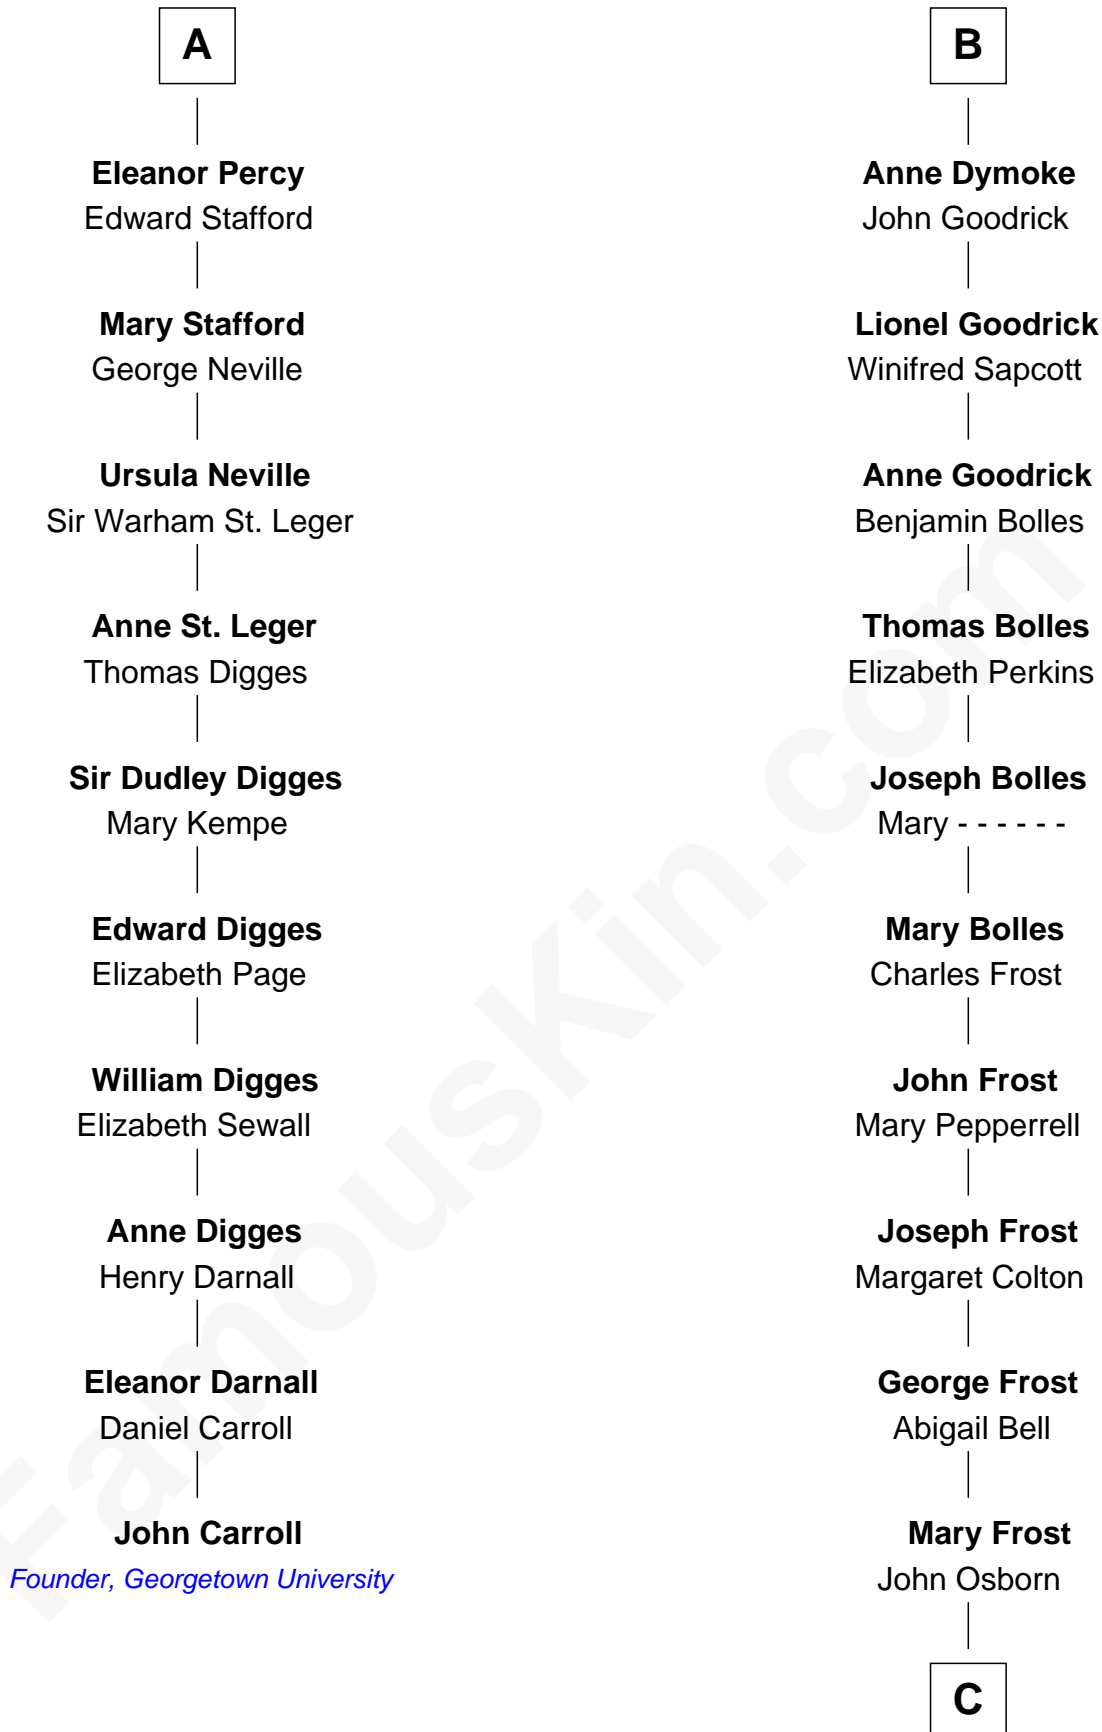 A
Eleanor Percy
Edward Stafford
Mary Stafford
George Neville
Ursula Neville
Sir Warham St. Leger
Anne St. Leger
Thomas Digges
Sir Dudley Digges
Mary Kempe
Edward Digges
Elizabeth Page
William Digges
Elizabeth Sewall
Anne Digges
Henry Darnall
Eleanor Darnall
Daniel Carroll
John Carroll
Founder, Georgetown University
B
Anne Dymoke
John Goodrick
Lionel Goodrick
Winifred Sapcott
Anne Goodrick
Benjamin Bolles
Thomas Bolles
Elizabeth Perkins
Joseph Bolles
Mary - - - - - -
Mary Bolles
Charles Frost
John Frost
Mary Pepperrell
Joseph Frost
Margaret Colton
George Frost
Abigail Bell
Mary Frost
John Osborn
C
FamousKin.com